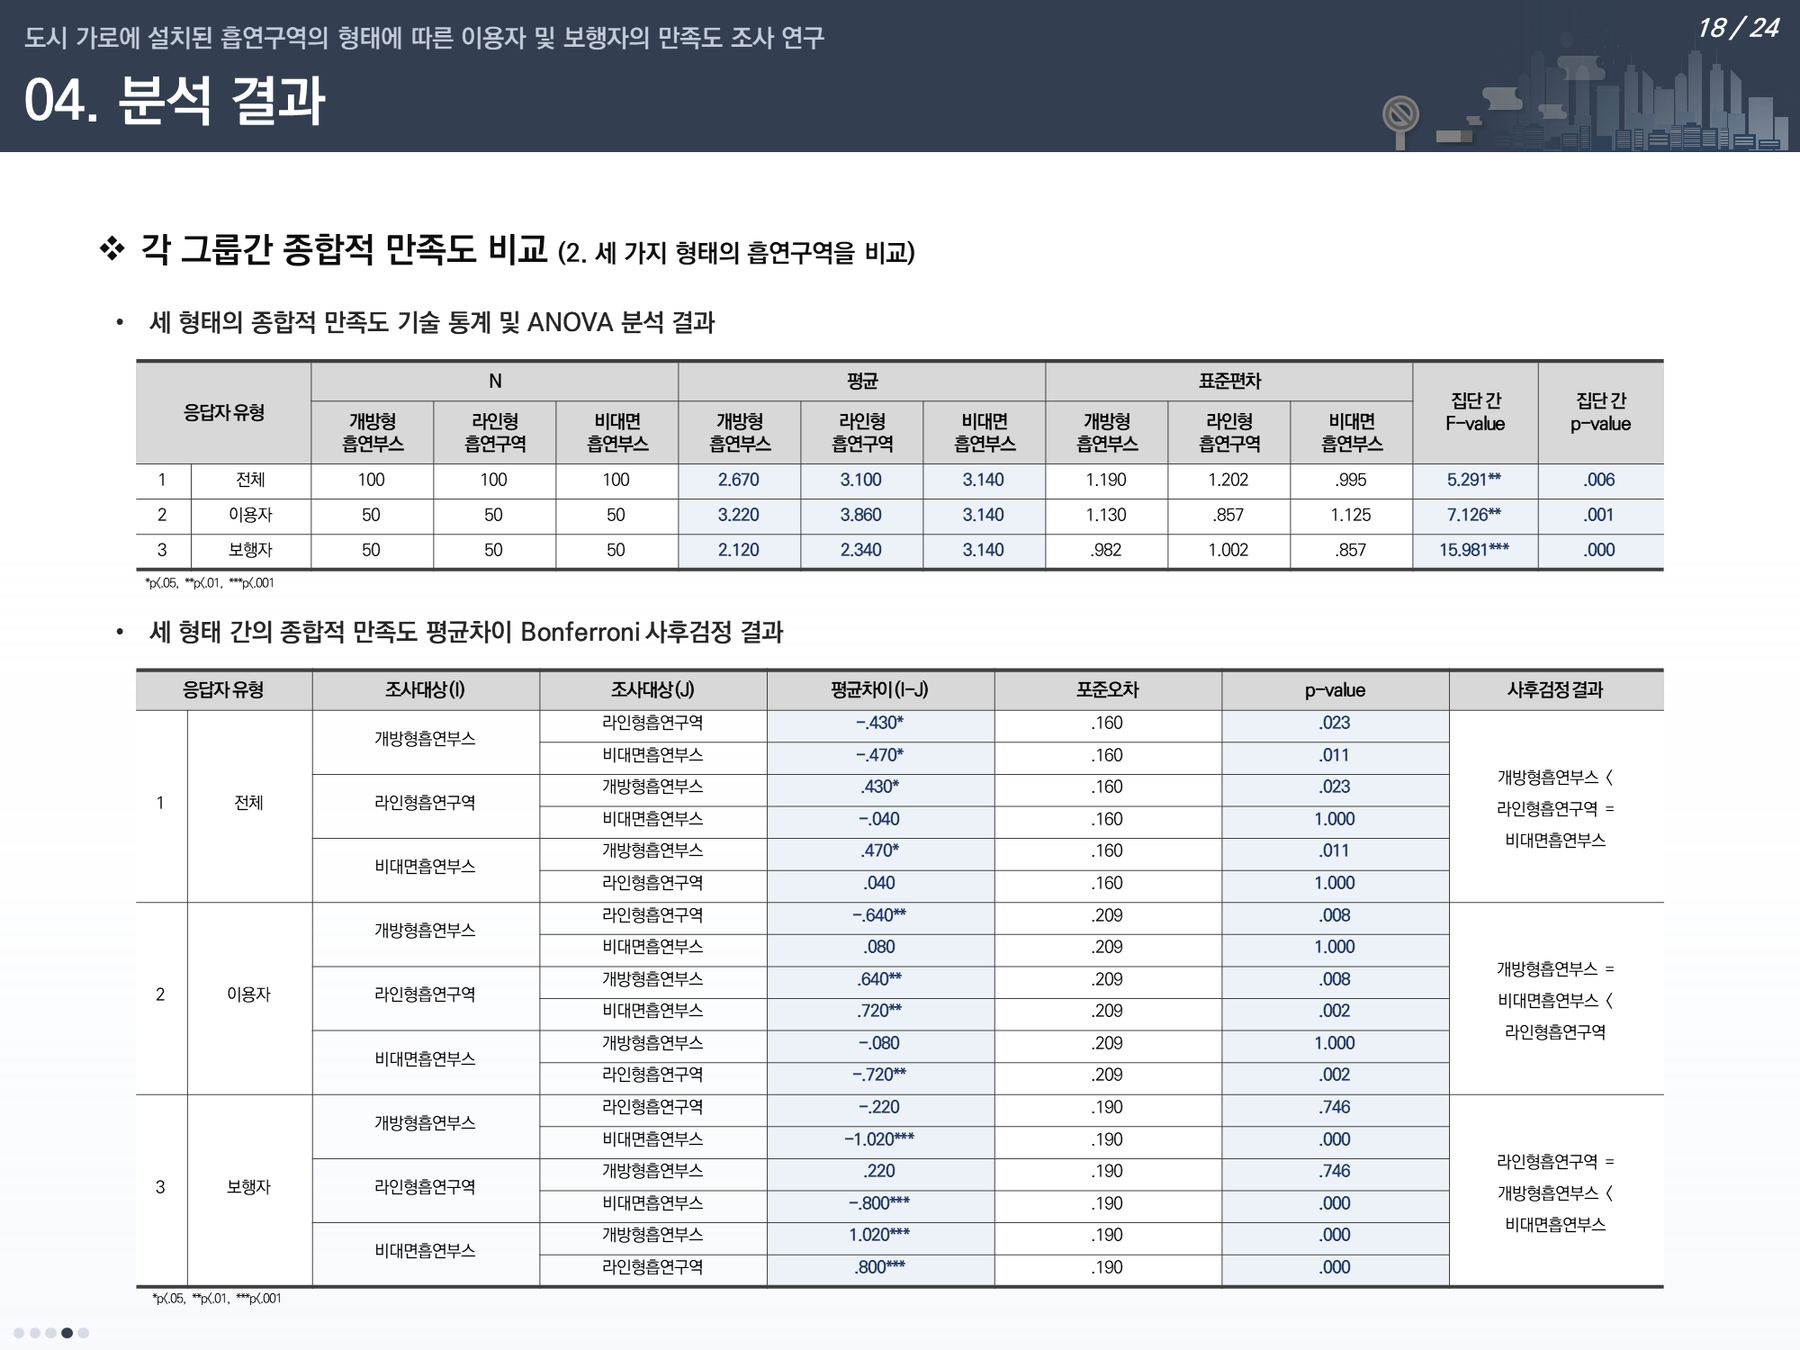 도시 가로에 설치된 흡연구역의 형태에 따른 이용자 및 보행자의 만족도 조사 연구
18 / 24
04. 분석 결과
❖ 각 그룹간 종합적 만족도 비교 (2. 세 가지 형태의 흡연구역을 비교)
• 세 형태의 종합적 만족도 기술 통계 및 ANOVA 분석 결과
응답자 유형 N 평균 표준편차 집단 간 F-value 집단 간 p-value
개방형 흡연부스 라인형 흡연구역 비대면 흡연부스 개방형 흡연부스 라인형 흡연구역 비대면 흡연부스 개방형 흡연부스 라인형 흡연구역 비대면 흡연부스
1 전체 100 100 100 2.670 3.100 3.140 1.190 1.202 .995 5.291** .006
2 이용자 50 50 50 3.220 3.860 3.140 1.130 .857 1.125 7.126** .001
3 보행자 50 50 50 2.120 2.340 3.140 .982 1.002 .857 15.981*** .000
*p<.05, **p<.01, ***p<.001
• 세 형태 간의 종합적 만족도 평균차이 Bonferroni 사후검정 결과
응답자 유형 조사대상(I) 조사대상(J) 평균차이(I-J) 포준오차 p-value 사후검정 결과
1 전체 개방형흡연부스 라인형흡연구역 -.430* .160 .023
비대면흡연부스 -.470* .160 .011
라인형흡연구역 개방형흡연부스 .430* .160 .023
비대면흡연부스 -.040 .160 1.000
비대면흡연부스 개방형흡연부스 .470* .160 .011
라인형흡연구역 .040 .160 1.000
개방형흡연부스 <
라인형흡연구역 =
비대면흡연부스
2 이용자 개방형흡연부스 라인형흡연구역 -.640** .209 .008
비대면흡연부스 .080 .209 1.000
라인형흡연구역 개방형흡연부스 .640** .209 .008
비대면흡연부스 .720** .209 .002
비대면흡연부스 개방형흡연부스 -.080 .209 1.000
라인형흡연구역 -.720** .209 .002
개방형흡연부스 =
비대면흡연부스 <
라인형흡연구역
3 보행자 개방형흡연부스 라인형흡연구역 -.220 .190 .746
비대면흡연부스 -1.020*** .190 .000
라인형흡연구역 개방형흡연부스 .220 .190 .746
비대면흡연부스 -.800*** .190 .000
비대면흡연부스 개방형흡연부스 1.020*** .190 .000
라인형흡연구역 .800*** .190 .000
라인형흡연구역 =
개방형흡연부스 <
비대면흡연부스
*p<.05, **p<.01, ***p<.001